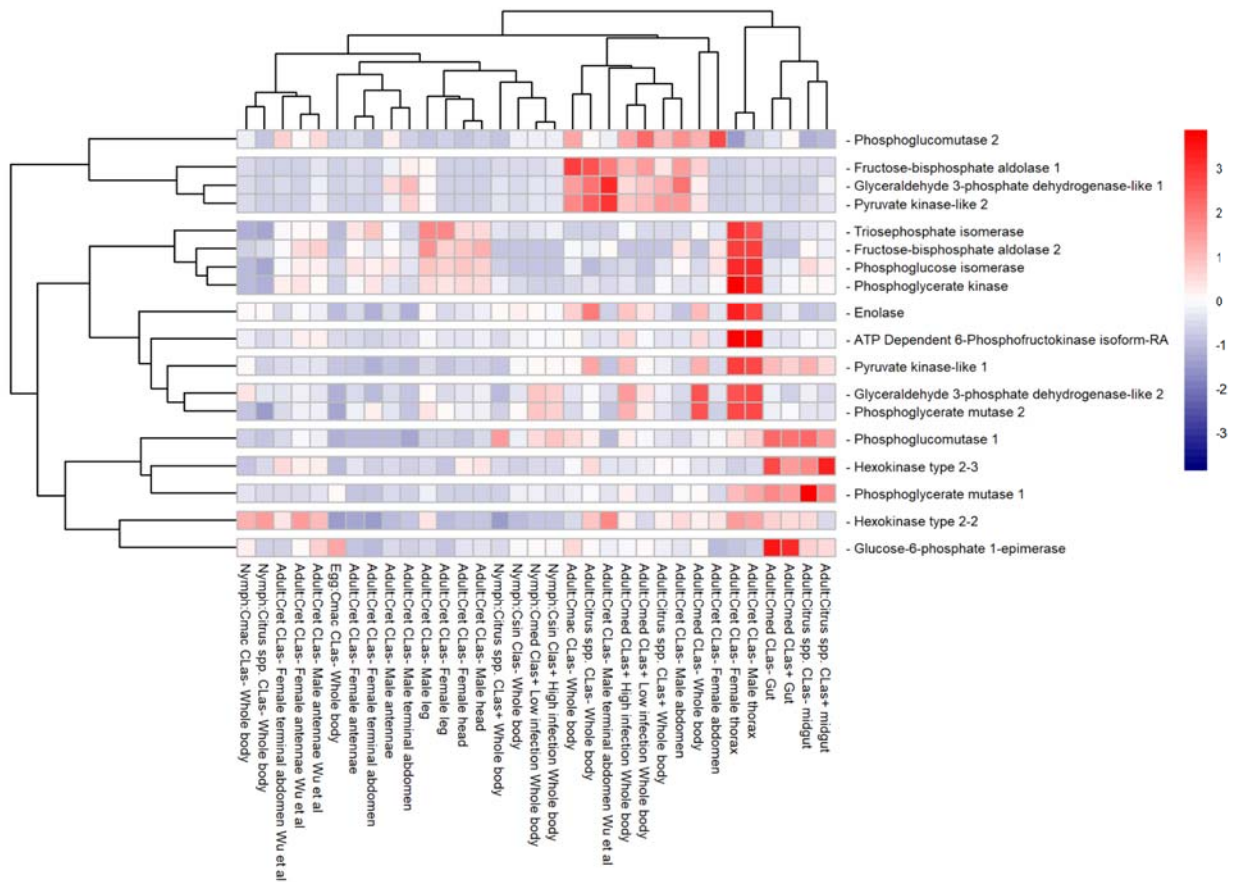 - Phosphoglucomutase 2
- Fructose-bisphosphate aldolase 1
- Glyceraldehyde 3-phosphate dehydrogenase-like 1
- Pyruvate kinase-like 2
- Triosephosphate isomerase
- Fructose-bisphosphate aldolase 2
- Phosphoglucose isomerase
- Phosphoglycerate kinase
- Enolase
- ATP Dependent 6-Phosphofructokinase isoform-RA
- Pyruvate kinase-like 1
- Glyceraldehyde 3-phosphate dehydrogenase-like 2
- Phosphoglycerate mutase 2
- Phosphoglucomutase 1
- Hexokinase type 2-3
- Phosphoglycerate mutase 1
- Hexokinase type 2-2
- Glucose-6-phosphate 1-epimerase
3
2
1
0
-1
-2
-3
Nymph:Cmac CLas- Whole body
Nymph:Citrus spp. CLas- Whole body
Adult:Cret CLas- Female terminal abdomen Wu et al
Adult:Cret CLas- Female antennae Wu et al
Adult:Cret CLas- Male antennae Wu et al
Egg:Cmac CLas- Whole body
Adult:Cret CLas- Female antennae
Adult:Cret CLas- Female terminal abdomen
Adult:Cret CLas- Male antennae
Adult:Cret CLas- Male terminal abdomen
Adult:Cret CLas- Male leg
Adult:Cret CLas- Female leg
Adult:Cret CLas- Female head
Adult:Cret CLas- Male head
Nymph:Citrus spp. CLas+ Whole body
Nymph:Csin Clas- Whole body
Nymph:Cmed Clas+ Low infection Whole body
Nymph:Csin Clas+ High infection Whole body
Adult:Cmac CLas- Whole body
Adult:Citrus spp. CLas- Whole body
Adult:Cret CLas- Male terminal abdomen Wu et al
Adult:Cmed CLas+ High infection Whole body
Adult:Cmed CLas+ Low infection Whole body
Adult:Citrus spp. CLas+ Whole body
Adult:Cret CLas- Male abdomen
Adult:Cmed CLas- Whole body
Adult:Cret CLas- Female abdomen
Adult:Cret CLas- Female thorax
Adult:Cret CLas- Male thorax
Adult:Cmed CLas- Gut
Adult:Cmed CLas+ Gut
Adult:Citrus spp. CLas- midgut
Adult:Citrus spp. CLas+ midgut